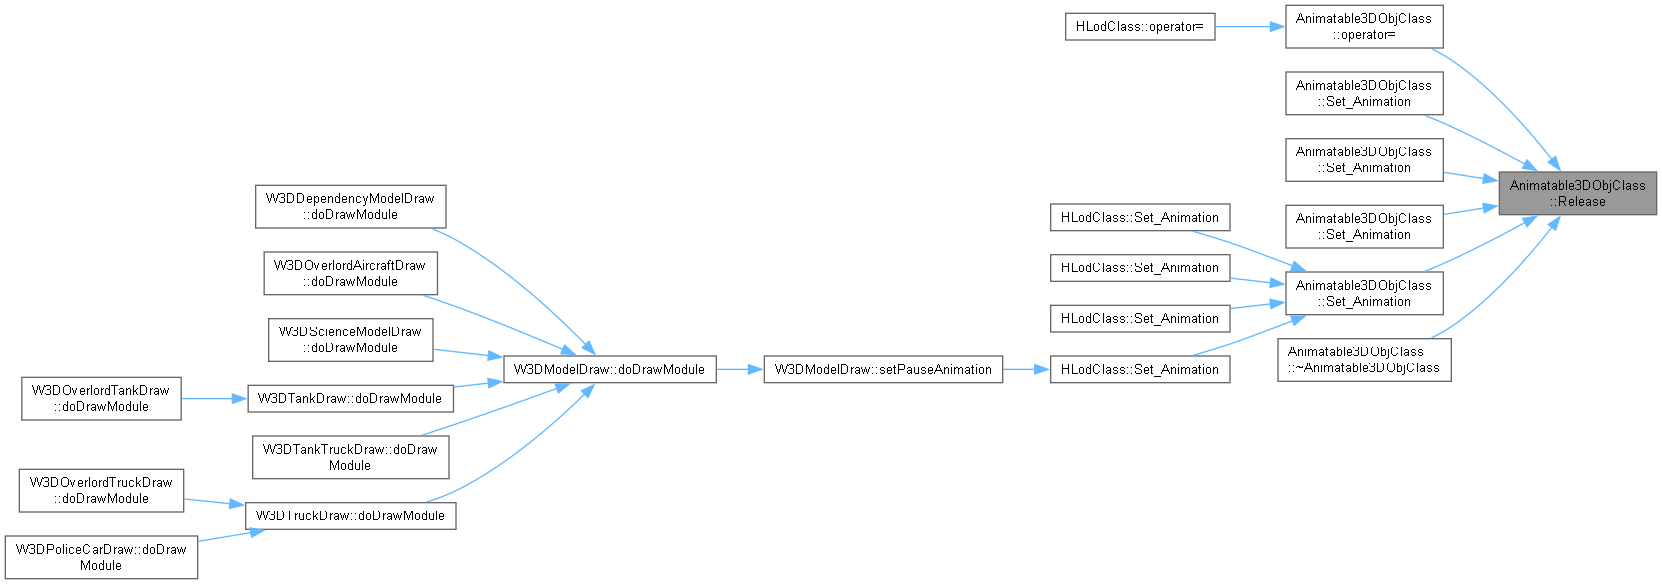 HLodClass::operator=
Animatable3DObjClass
::operator=
Animatable3DObjClass
::Set_Animation
Animatable3DObjClass
::Set_Animation
Animatable3DObjClass
::Release
W3DDependencyModelDraw
::doDrawModule
HLodClass::Set_Animation
Animatable3DObjClass
::Set_Animation
W3DOverlordAircraftDraw
::doDrawModule
HLodClass::Set_Animation
Animatable3DObjClass
::Set_Animation
W3DScienceModelDraw
::doDrawModule
HLodClass::Set_Animation
Animatable3DObjClass
::~Animatable3DObjClass
W3DModelDraw::doDrawModule
W3DModelDraw::setPauseAnimation
HLodClass::Set_Animation
W3DOverlordTankDraw
::doDrawModule
W3DTankDraw::doDrawModule
W3DTankTruckDraw::doDraw
Module
W3DOverlordTruckDraw
::doDrawModule
W3DTruckDraw::doDrawModule
W3DPoliceCarDraw::doDraw
Module